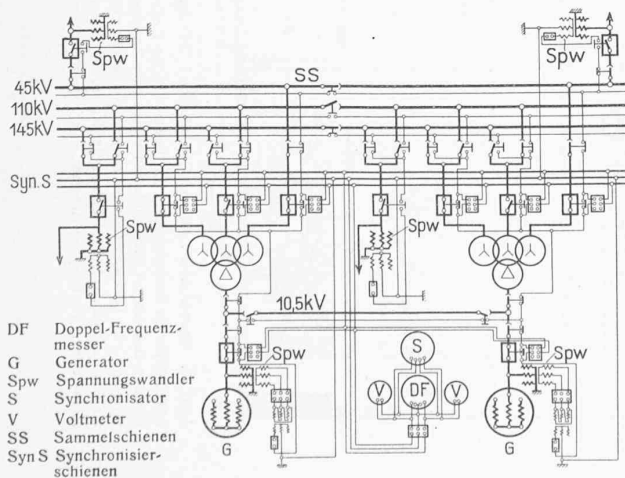 Spw
Spw
SS
45kV
110kV
145kV
Syn.S
Spw
Spw
10,5kV
Spw
Spw
S
V
DF
V
G
G
DF Doppel-Frequenz-
messer
G Generator
Spw Spannungswandler
S Synchronisator
V Voltmeter
SS Sammelschienen
Syn S Synchronisier-
schienen